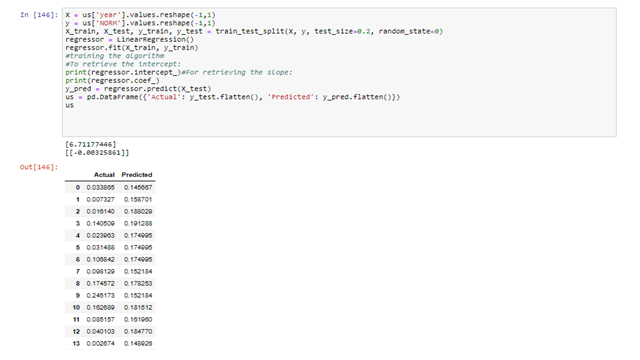 In [146]: X = us['year'].values.reshape(-1,1)
y = us['NORM'].values.reshape(-1,1)
X_train, X_test, y_train, y_test = train_test_split(X, y, test_size=0.2, random_state=0)
regressor = LinearRegression()
regressor.fit(X_train, y_train)
#training the algorithm
#To retrieve the intercept:
print(regressor.intercept_)#For retrieving the slope:
print(regressor.coef_)
y_pred = regressor.predict(X_test)
us = pd.DataFrame({'Actual': y_test.flatten(), 'Predicted': y_pred.flatten()})
us
[6.71177446]
[[-0.00325861]]
Out[146]:
Actual Predicted
0 0.033865 0.145667
1 0.007327 0.158701
2 0.016140 0.188029
3 0.140509 0.191288
4 0.023963 0.174995
5 0.031488 0.174995
6 0.106842 0.174995
7 0.098129 0.152184
8 0.174572 0.178253
9 0.245173 0.152184
10 0.162689 0.181512
11 0.085157 0.161960
12 0.040103 0.184770
13 0.002674 0.148926